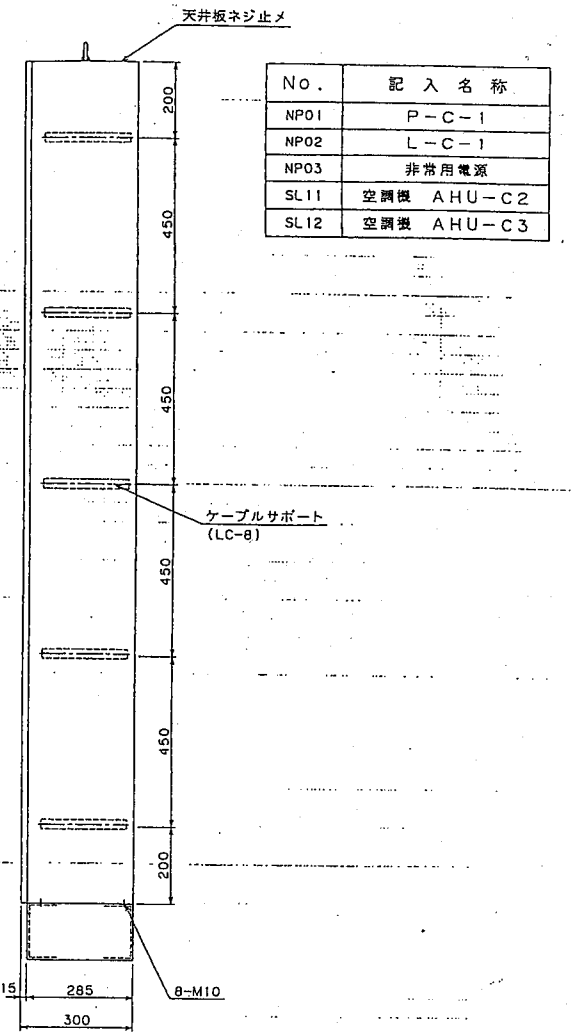 天井板ネジ止メ
No. 記入名称
NP01 P-C-1
NP02 L-C-1
NP03 非常用電源
SL11 空調機 AHU-C2
SL12 空調機 AHU-C3
200
450
450
ケーブルサポート
(LC-8)
450
450
200
15 285 8-M10
300